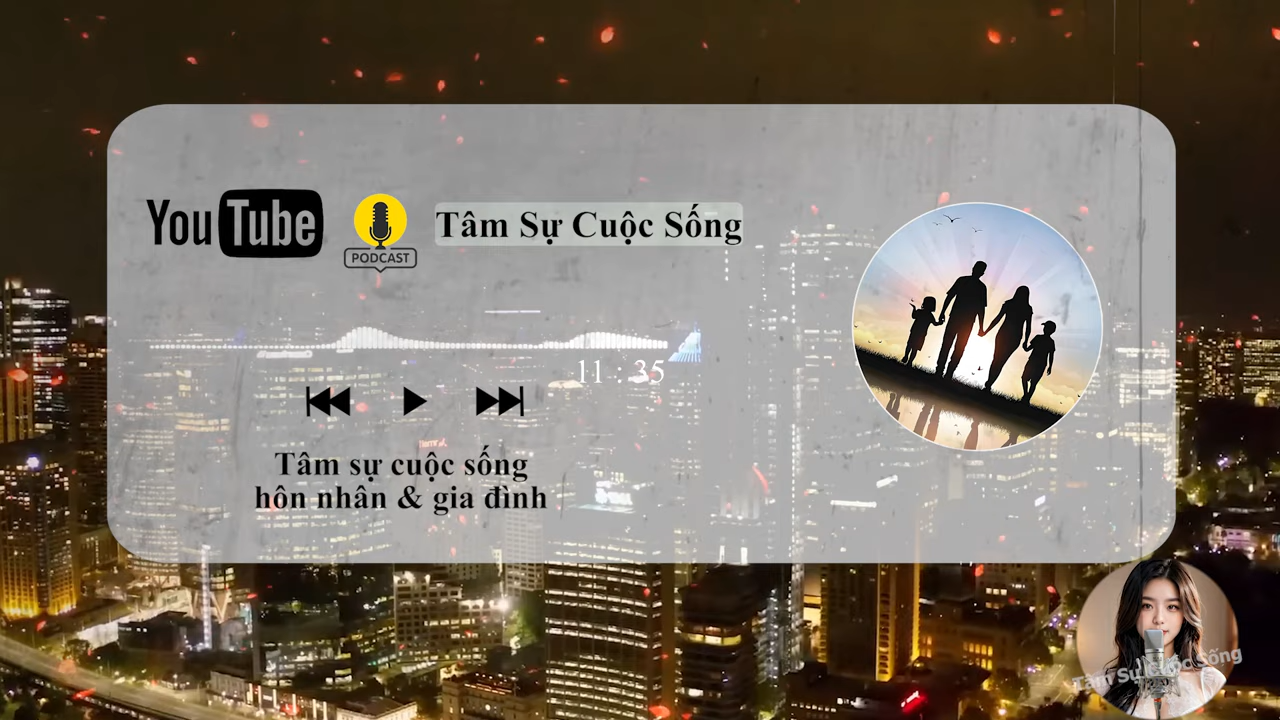 YouTube
PODCAST
Tâm Sự Cuộc Sống
11 : 35
Tâm sự cuộc sống
hôn nhân & gia đình
Tâm Sự Cuộc Sống